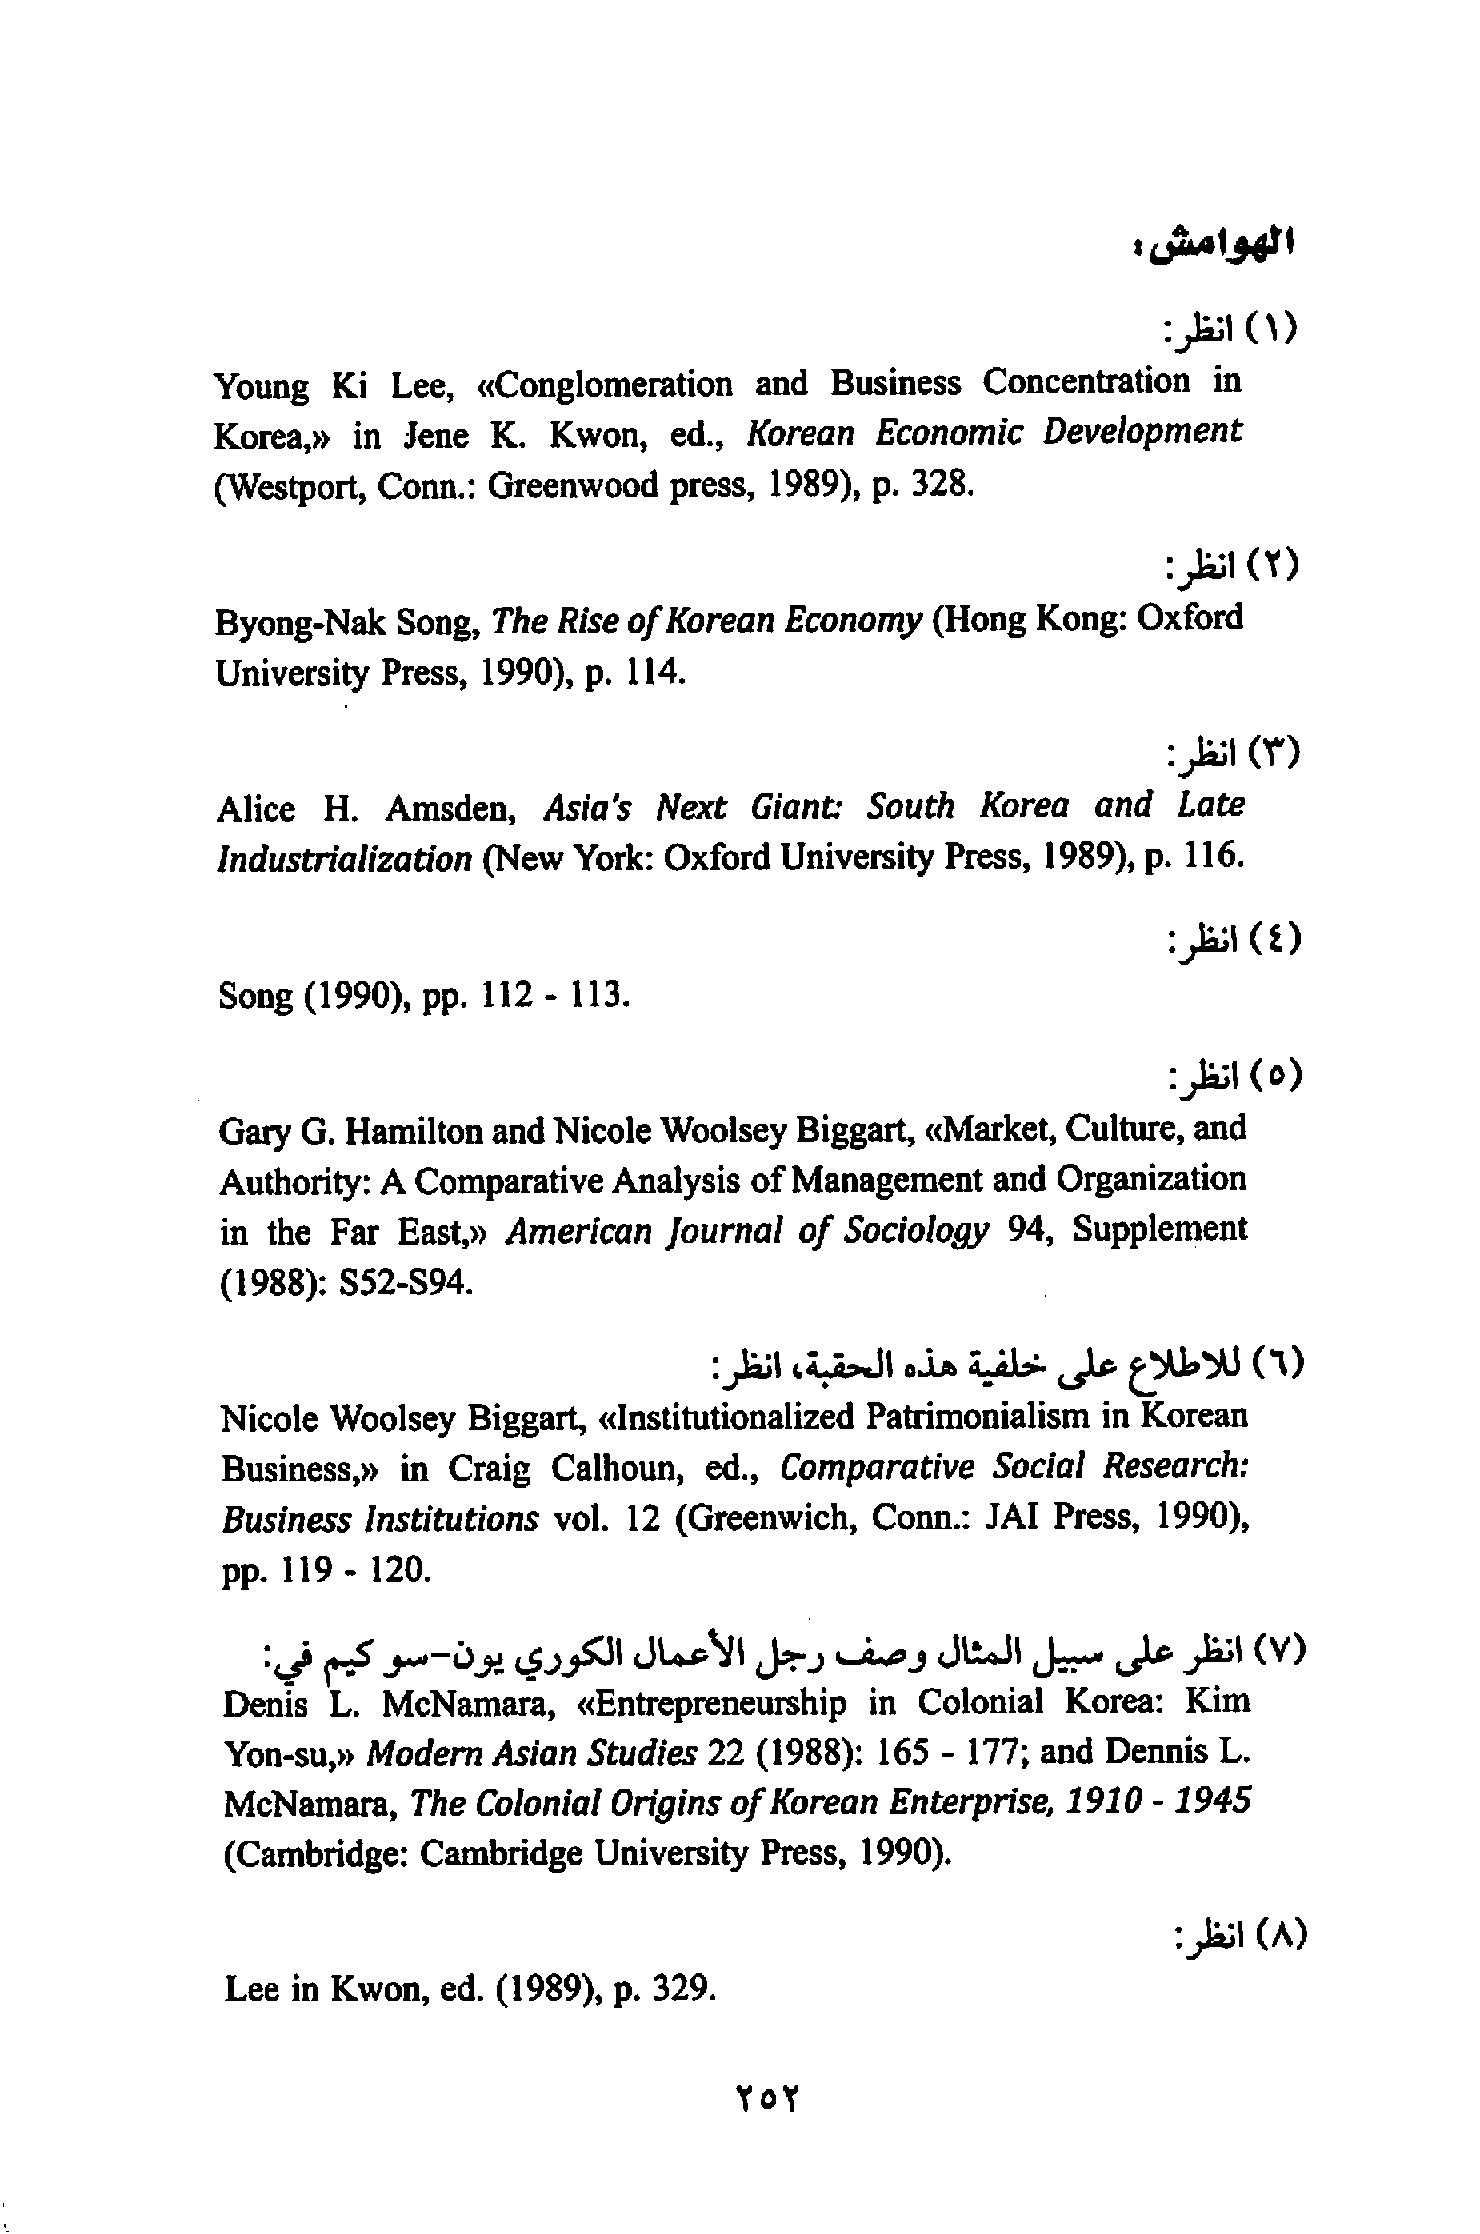 الهوامش:
(١) انظر:
Young Ki Lee, «Conglomeration and Business Concentration in
Korea,» in Jene K. Kwon, ed., Korean Economic Development
(Westport, Conn.: Greenwood press, 1989), p. 328.
(٢) انظر:
Byong-Nak Song, The Rise of Korean Economy (Hong Kong: Oxford
University Press, 1990), p. 114.
(٣) انظر:
Alice H. Amsden, Asia's Next Giant: South Korea and Late
Industrialization (New York: Oxford University Press, 1989), p. 116.
(٤) انظر:
Song (1990), pp. 112 - 113.
(٥) انظر:
Gary G. Hamilton and Nicole Woolsey Biggart, «Market, Culture, and
Authority: A Comparative Analysis of Management and Organization
in the Far East,» American Journal of Sociology 94, Supplement
(1988): S52-S94.
(٦) للاطلاع على خلفية هذه الحقبة، انظر:
Nicole Woolsey Biggart, «Institutionalized Patrimonialism in Korean
Business,» in Craig Calhoun, ed., Comparative Social Research:
Business Institutions vol. 12 (Greenwich, Conn.: JAI Press, 1990),
pp. 119 - 120.
(٧) انظر على سبيل المثال وصف رجل الأعمال الكوري يون-سو كيم في:
Denis L. McNamara, «Entrepreneurship in Colonial Korea: Kim
Yon-su,» Modern Asian Studies 22 (1988): 165 - 177; and Dennis L.
McNamara, The Colonial Origins of Korean Enterprise, 1910 - 1945
(Cambridge: Cambridge University Press, 1990).
(٨) انظر:
Lee in Kwon, ed. (1989), p. 329.
٢٥٢